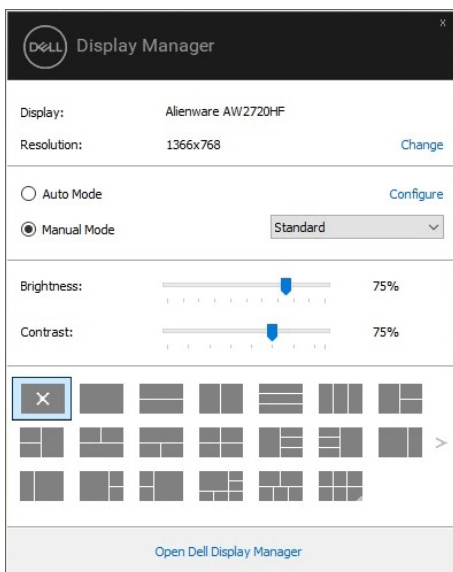 x
DELL Display Manager
Display: Alienware AW2720HF
Resolution: 1366x768 Change
Auto Mode Configure
Manual Mode Standard
Brightness: 75%
Contrast: 75%
Open Dell Display Manager